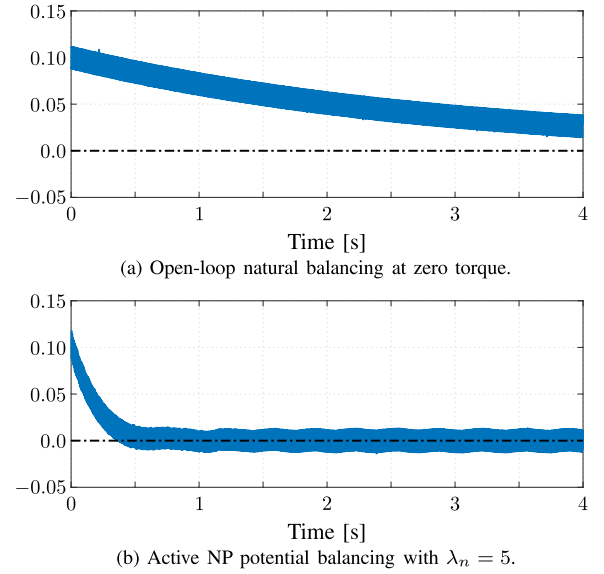 0.15
0.10
0.05
0.0
−0.05
0 1 2 3 4
Time [s]
(a) Open-loop natural balancing at zero torque.
0.15
0.10
0.05
0.0
−0.05
0 1 2 3 4
Time [s]
(b) Active NP potential balancing with λₙ = 5.